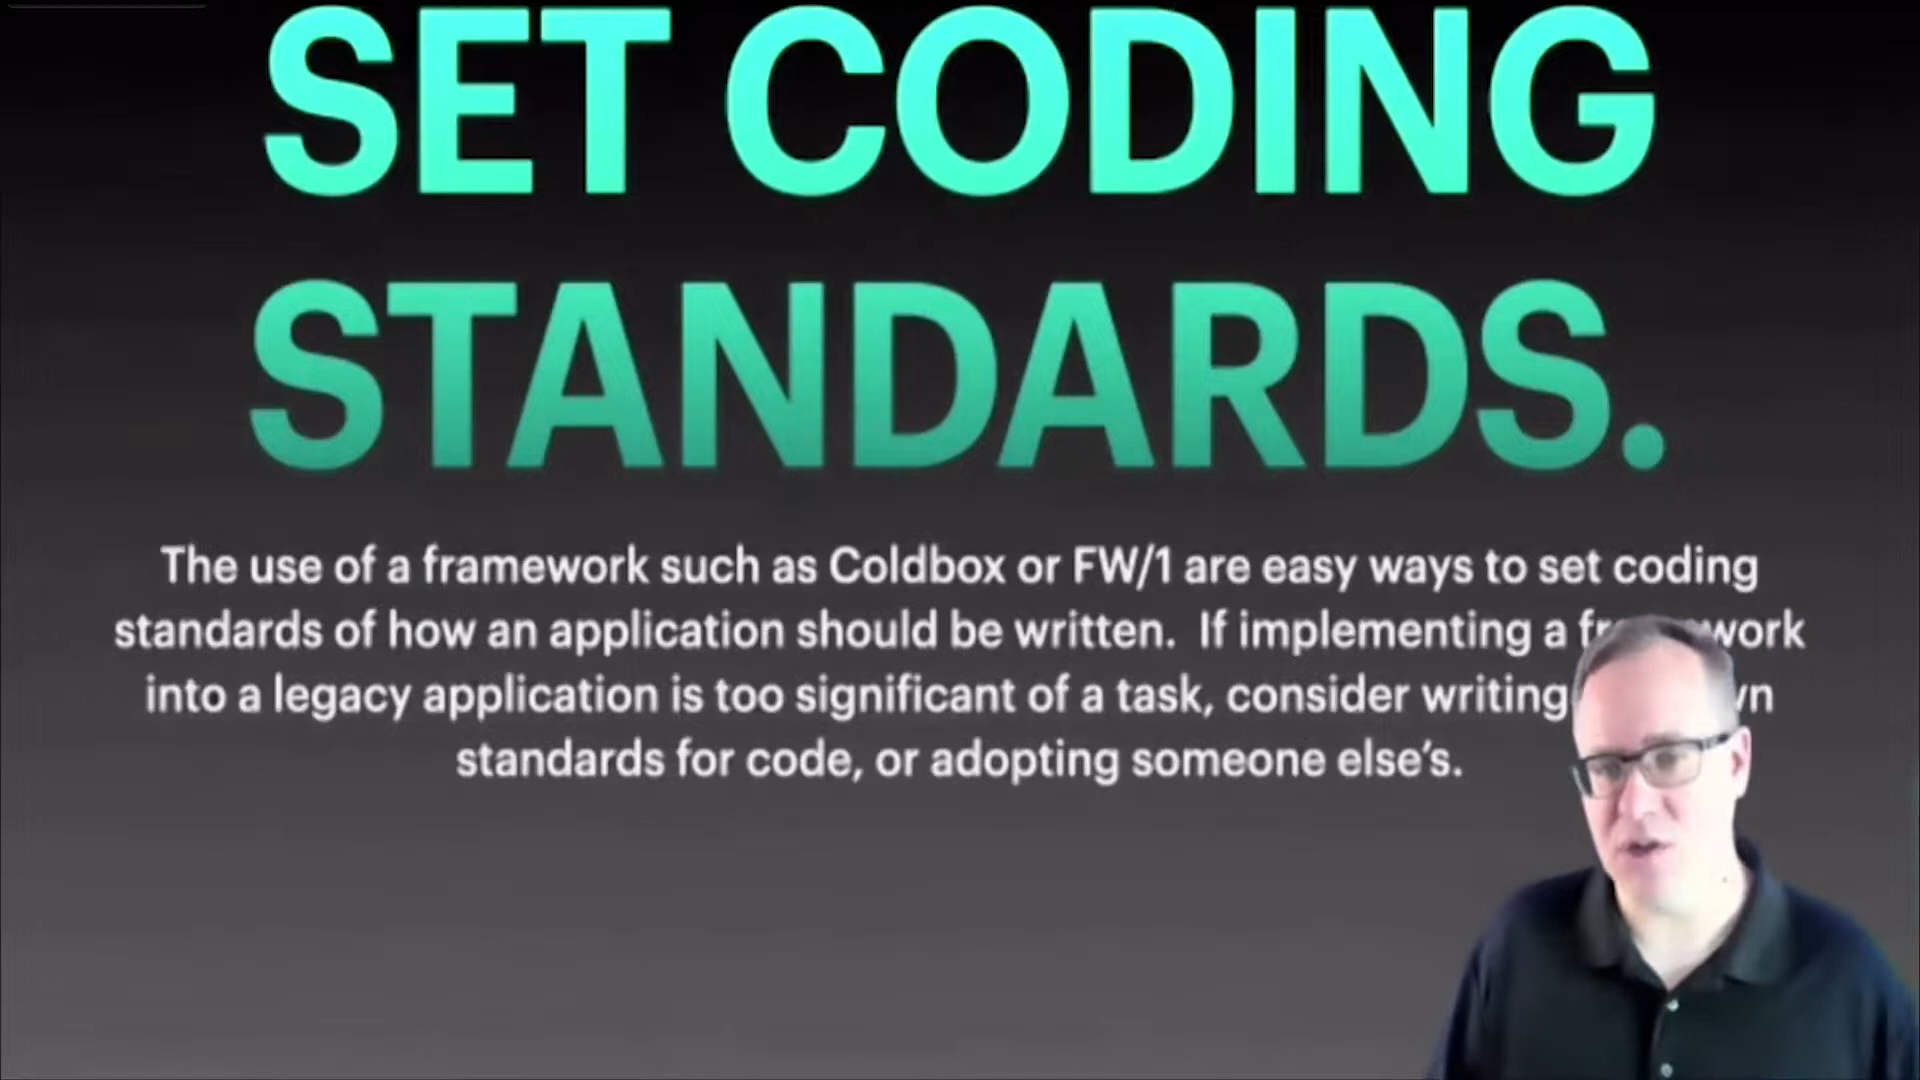 SET CODING
STANDARDS.
The use of a framework such as Coldbox or FW/1 are easy ways to set coding
standards of how an application should be written. If implementing a
into a legacy application is too significant of a task, consider writing
standards for code, or adopting someone else's.